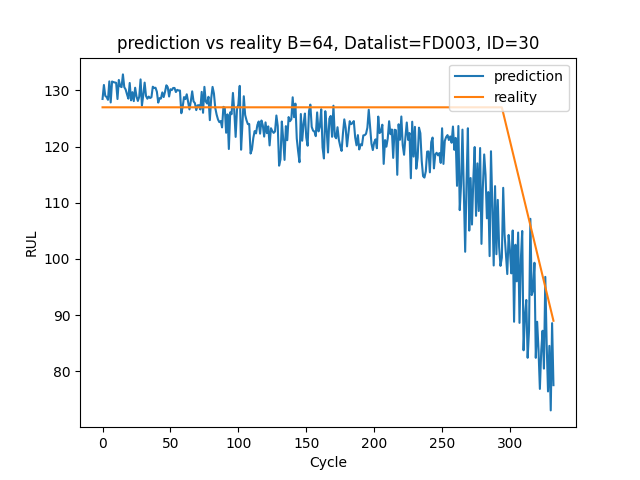 prediction vs reality B=64, Datalist=FD003, ID=30
prediction
reality
130
120
110
100
90
80
RUL
0 50 100 150 200 250 300
Cycle